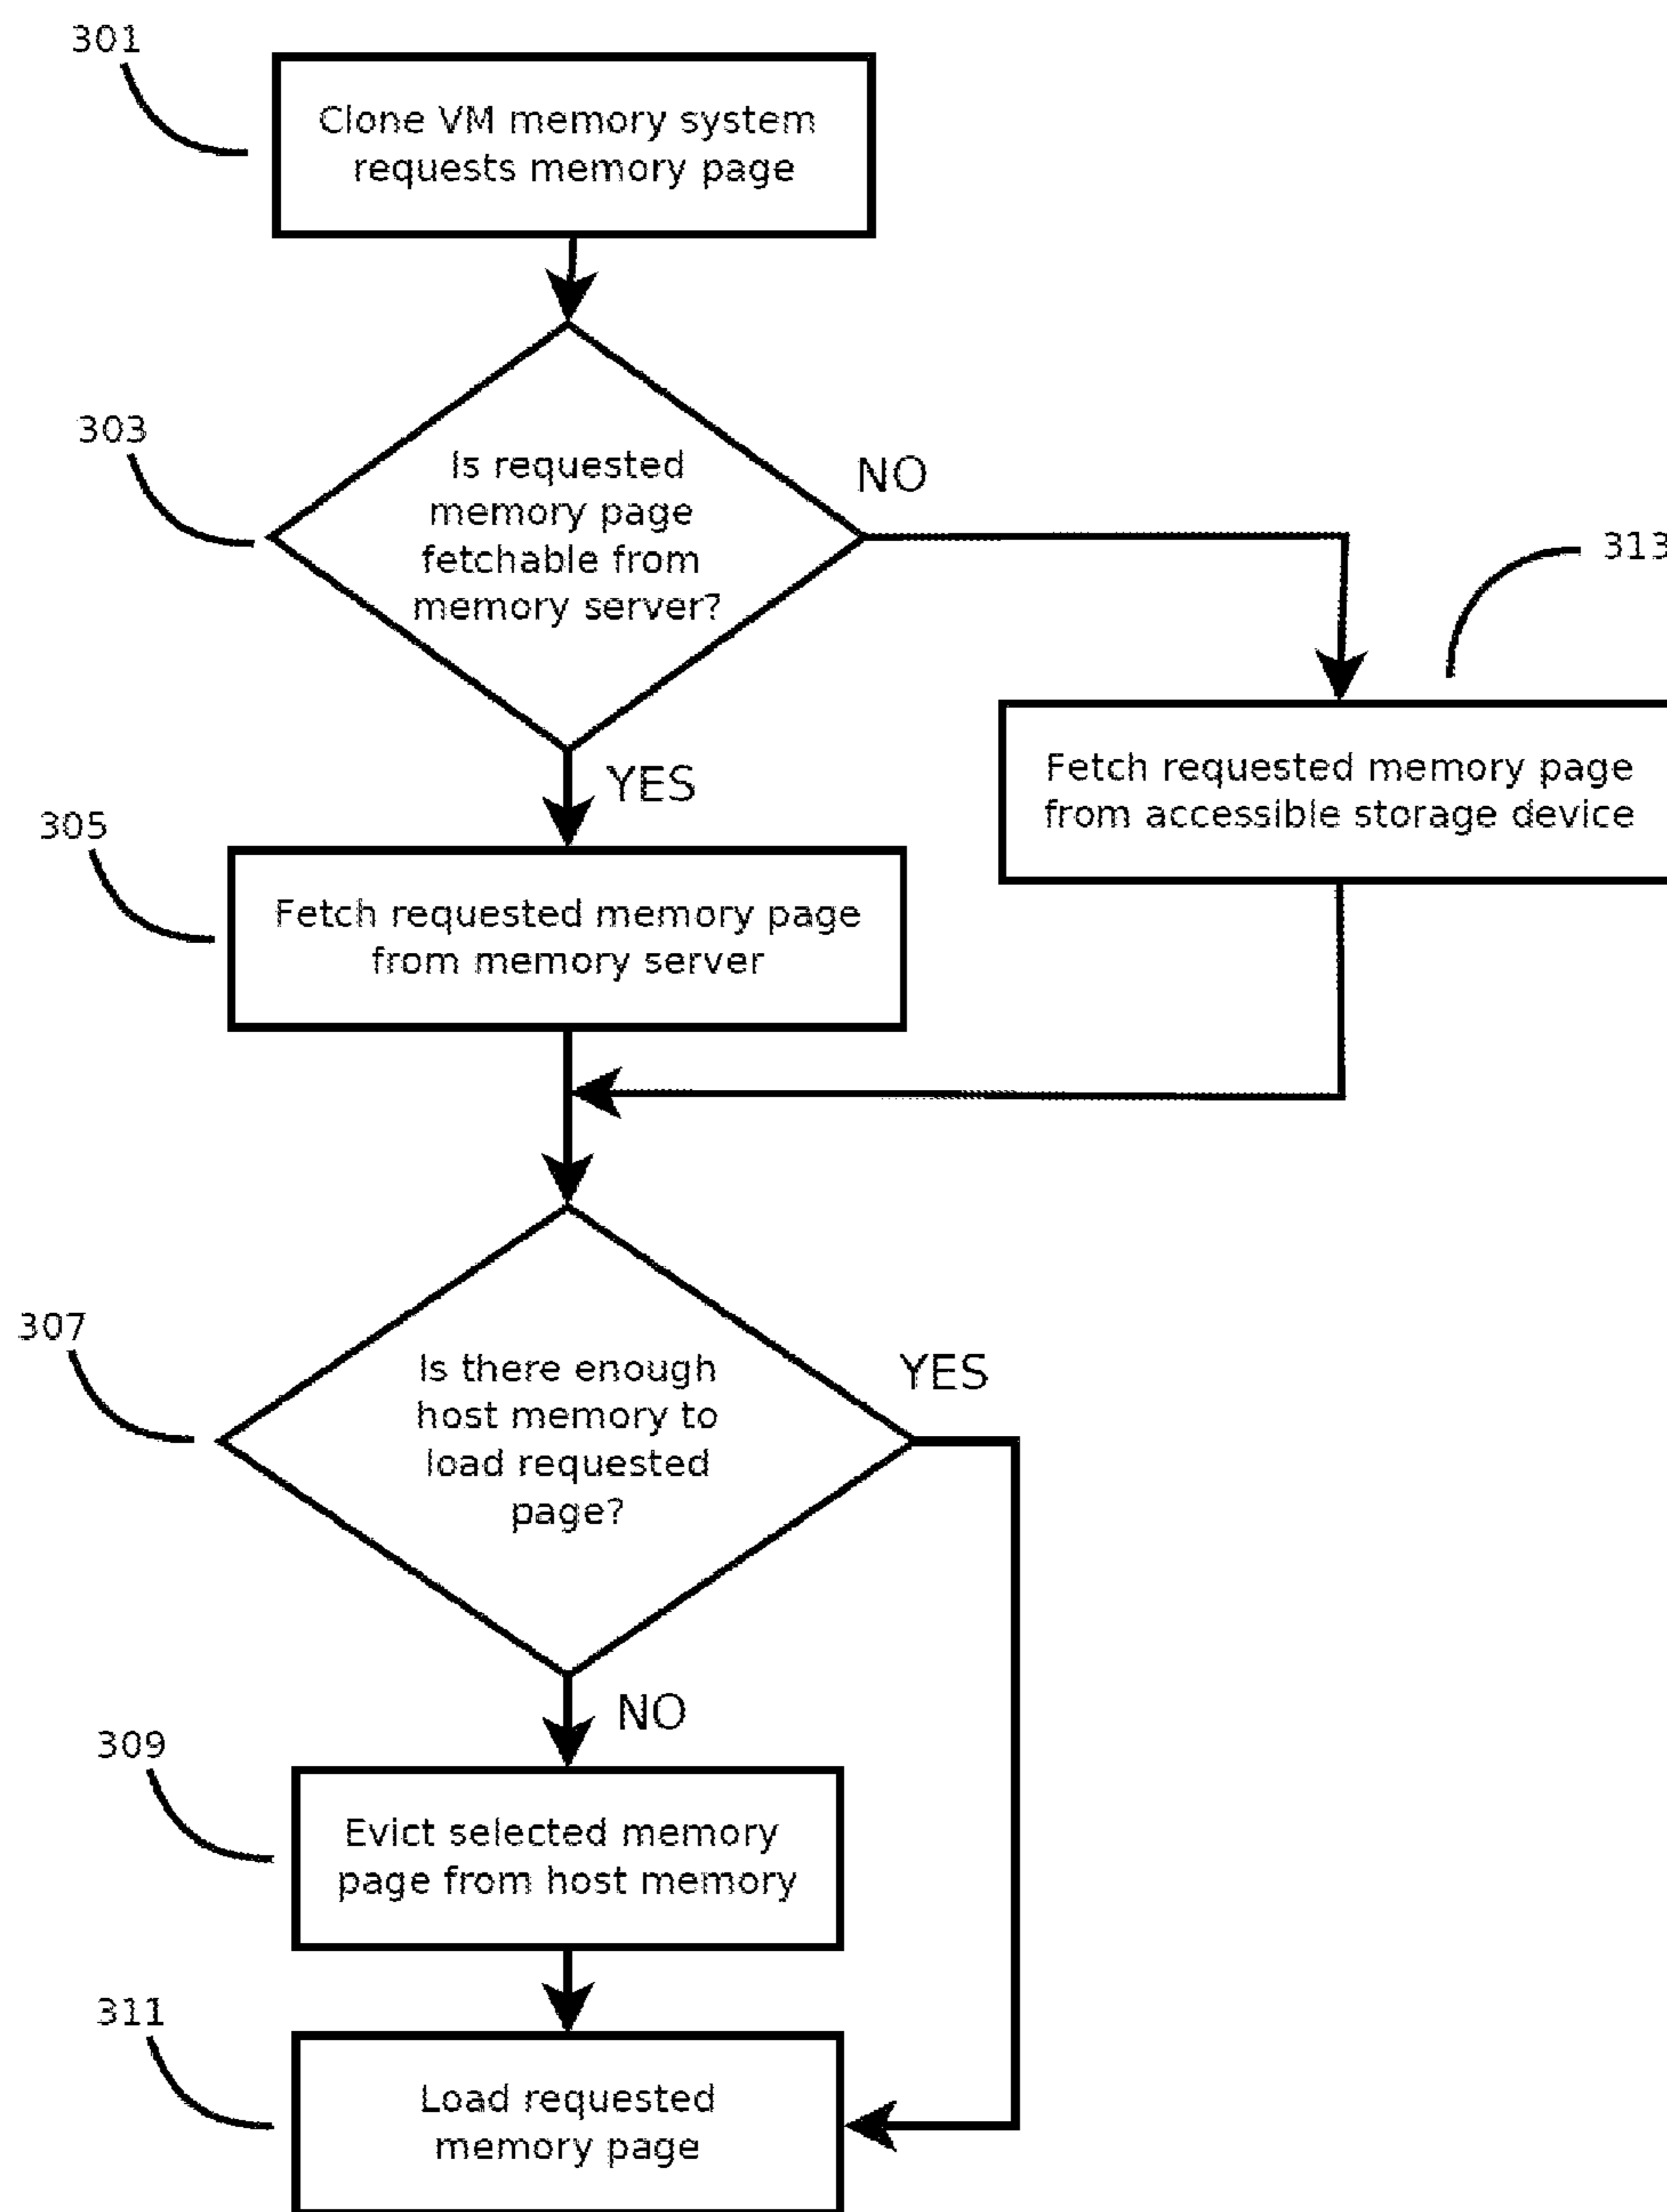 301
Clone VM memory system
requests memory page
303
Is requested
memory page
fetchable from
memory server?
NO
313
YES
Fetch requested memory page
from accessible storage device
305
Fetch requested memory page
from memory server
307
Is there enough
host memory to
load requested
page?
YES
NO
309
Evict selected memory
page from host memory
311
Load requested
memory page